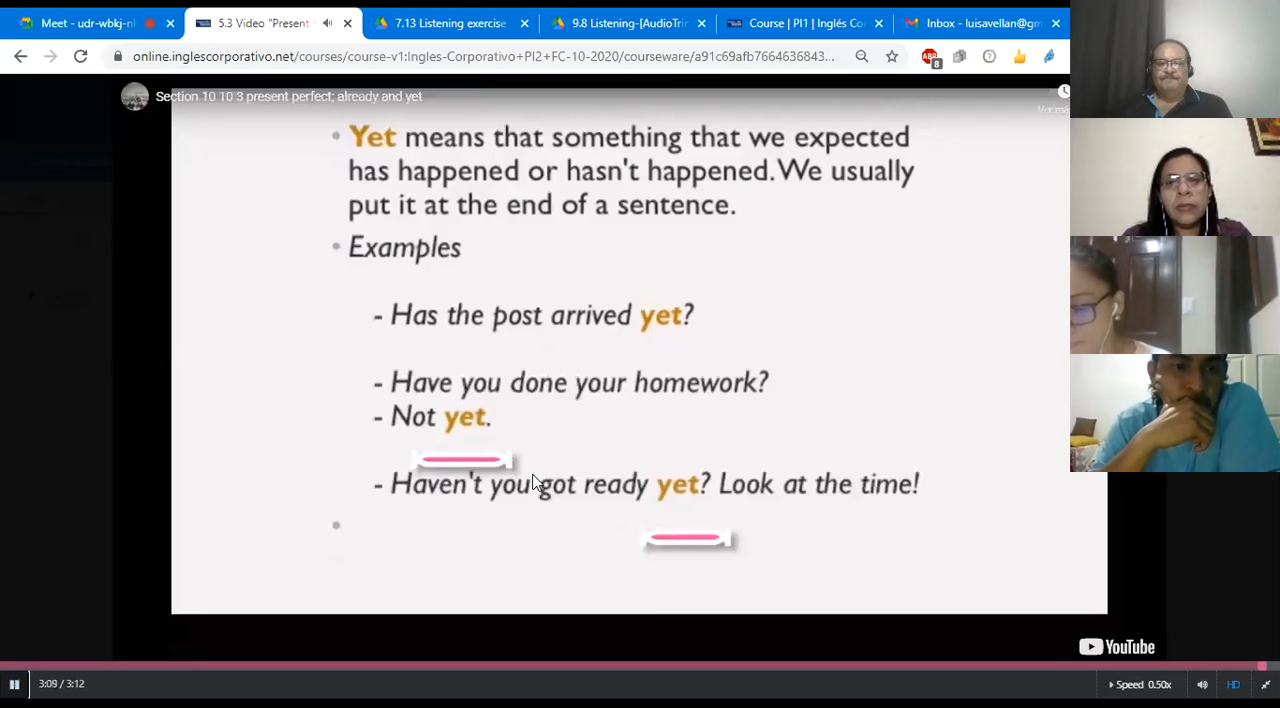 Meet - udr-wbkj-nl
5.3 Video "Present
7.13 Listening exercise
9.8 Listening-[AudioTri
Course | PI1 | Inglés Co
Inbox - luisavellan@gm
online.inglescorporativo.net/courses/course-v1:Ingles-Corporativo+PI2+FC-10-2020/courseware/a91c69afb7664636843...
ABP
8
Section 10 10 3 present perfect; already and yet
• Yet means that something that we expected
has happened or hasn't happened. We usually
put it at the end of a sentence.
• Examples
- Has the post arrived yet?
- Have you done your homework?
- Not yet.
- Haven't you got ready yet? Look at the time!
•
YouTube
3:09 / 3:12
Speed 0.50x
HD